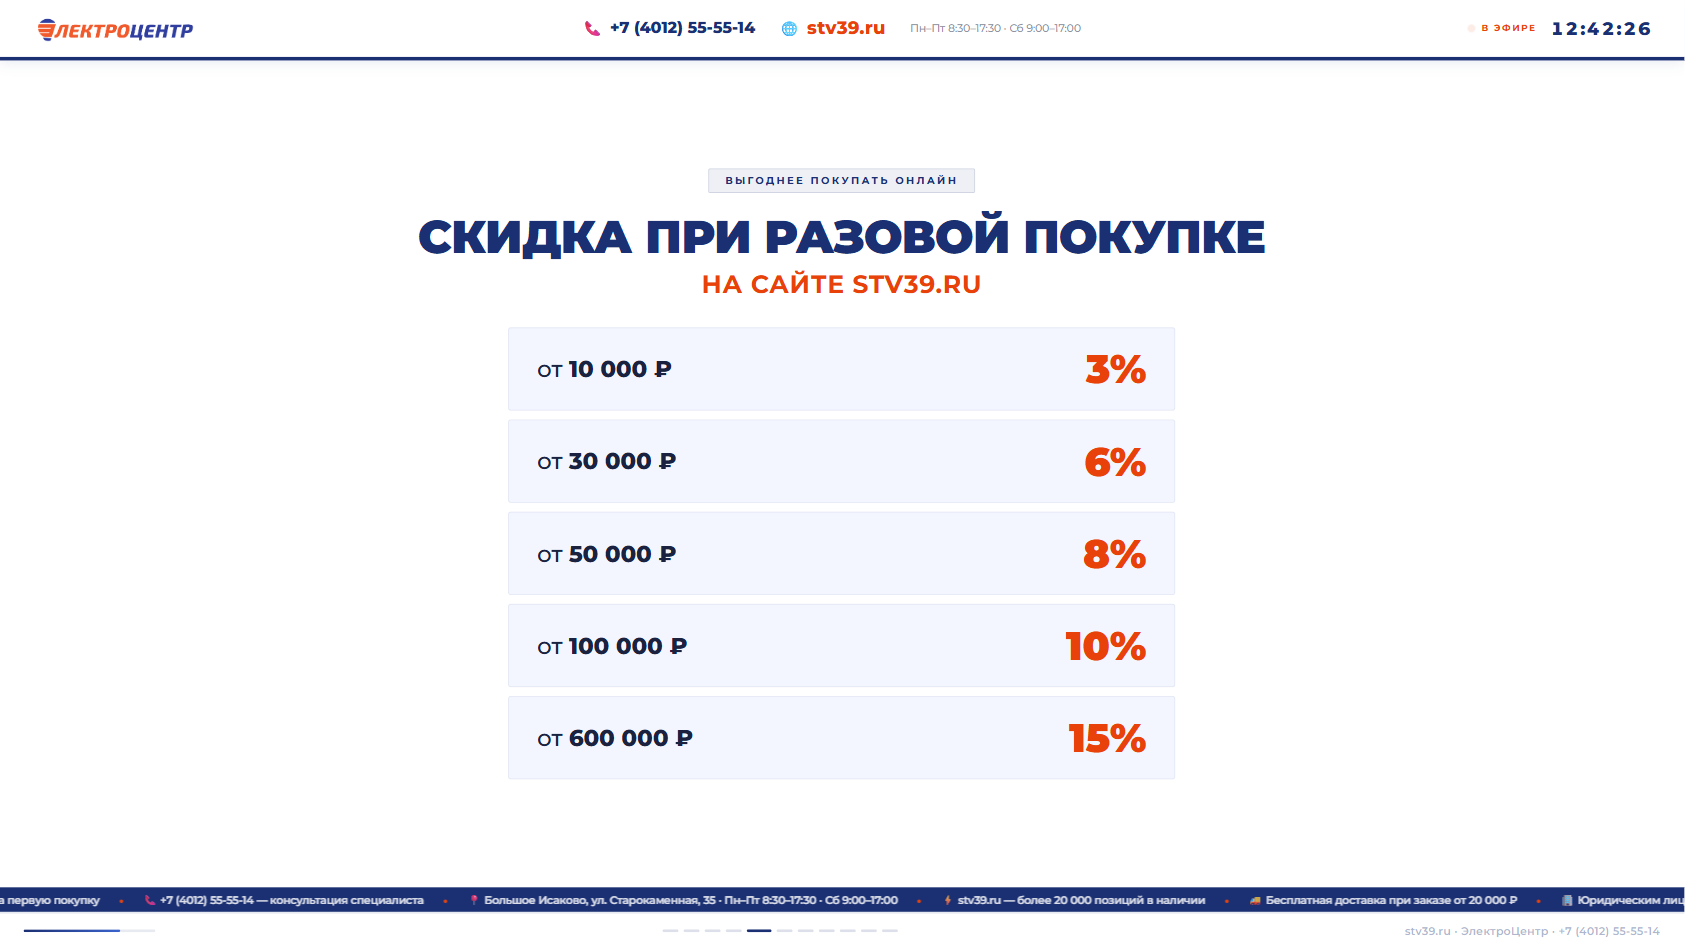 ЭЛЕКТРОЦЕНТР
+7 (4012) 55-55-14
stv39.ru
Пн–Пт 8:30–17:30 · Сб 9:00–17:00
В ЭФИРЕ
12:42:26
ВЫГОДНЕЕ ПОКУПАТЬ ОНЛАЙН
СКИДКА ПРИ РАЗОВОЙ ПОКУПКЕ
НА САЙТЕ STV39.RU
от 10 000 ₽ 3%
от 30 000 ₽ 6%
от 50 000 ₽ 8%
от 100 000 ₽ 10%
от 600 000 ₽ 15%
а первую покупку • +7 (4012) 55-55-14 — консультация специалиста • Большое Исаково, ул. Старокаменная, 35 · Пн–Пт 8:30–17:30 · Сб 9:00–17:00 • stv39.ru — более 20 000 позиций в наличии • Бесплатная доставка при заказе от 20 000 ₽ • Юридическим лиц
stv39.ru · ЭлектроЦентр · +7 (4012) 55-55-14